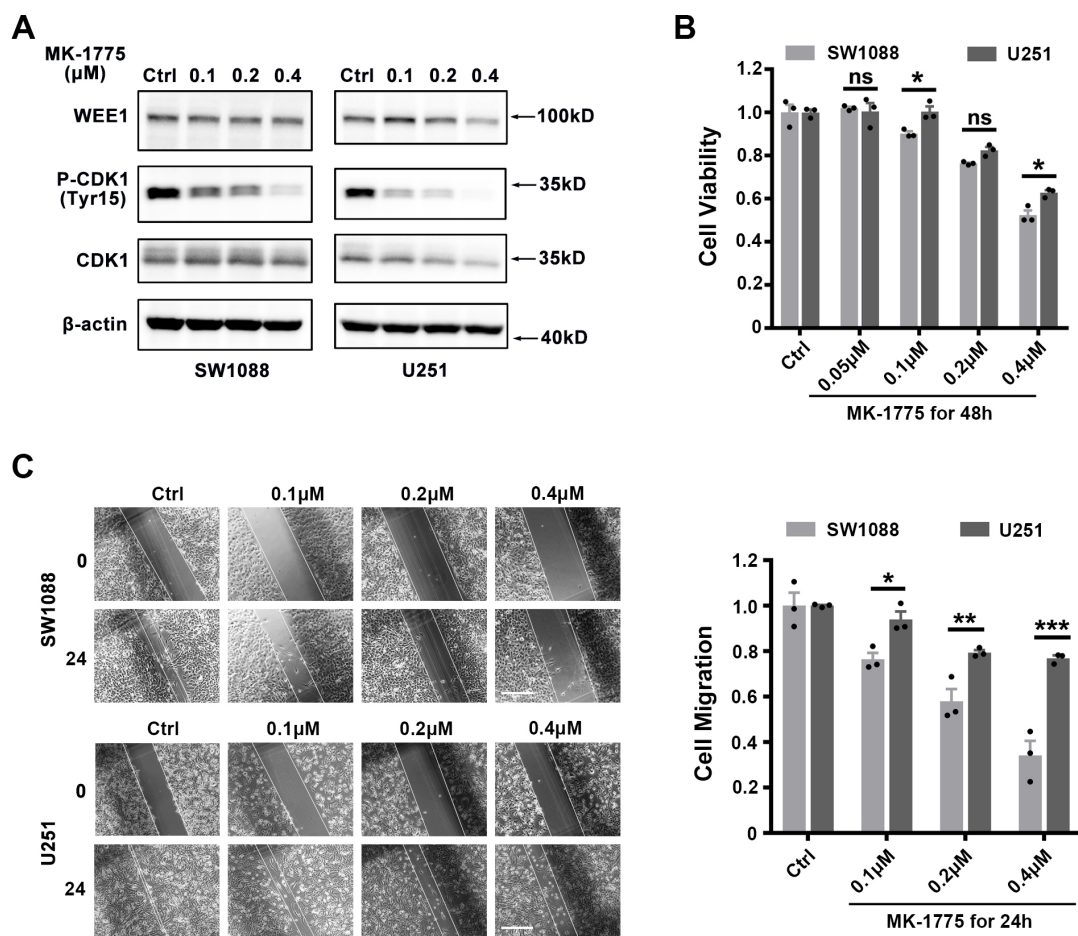 A
MK-1775
(μM)
Ctrl 0.1 0.2 0.4 Ctrl 0.1 0.2 0.4
WEE1
100kD
P-CDK1
(Tyr15)
35kD
CDK1
35kD
β-actin
40kD
SW1088 U251
B
SW1088 U251
Cell Viability
1.2
1.0
0.8
0.6
0.4
0.2
0
ns
*
ns
*
Ctrl 0.05μM 0.1μM 0.2μM 0.4μM
MK-1775 for 48h
C
Ctrl 0.1μM 0.2μM 0.4μM
SW1088
0
24
Ctrl 0.1μM 0.2μM 0.4μM
U251
0
24
SW1088 U251
Cell Migration
1.2
1.0
0.8
0.6
0.4
0.2
0
*
**
***
Ctrl 0.1μM 0.2μM 0.4μM
MK-1775 for 24h